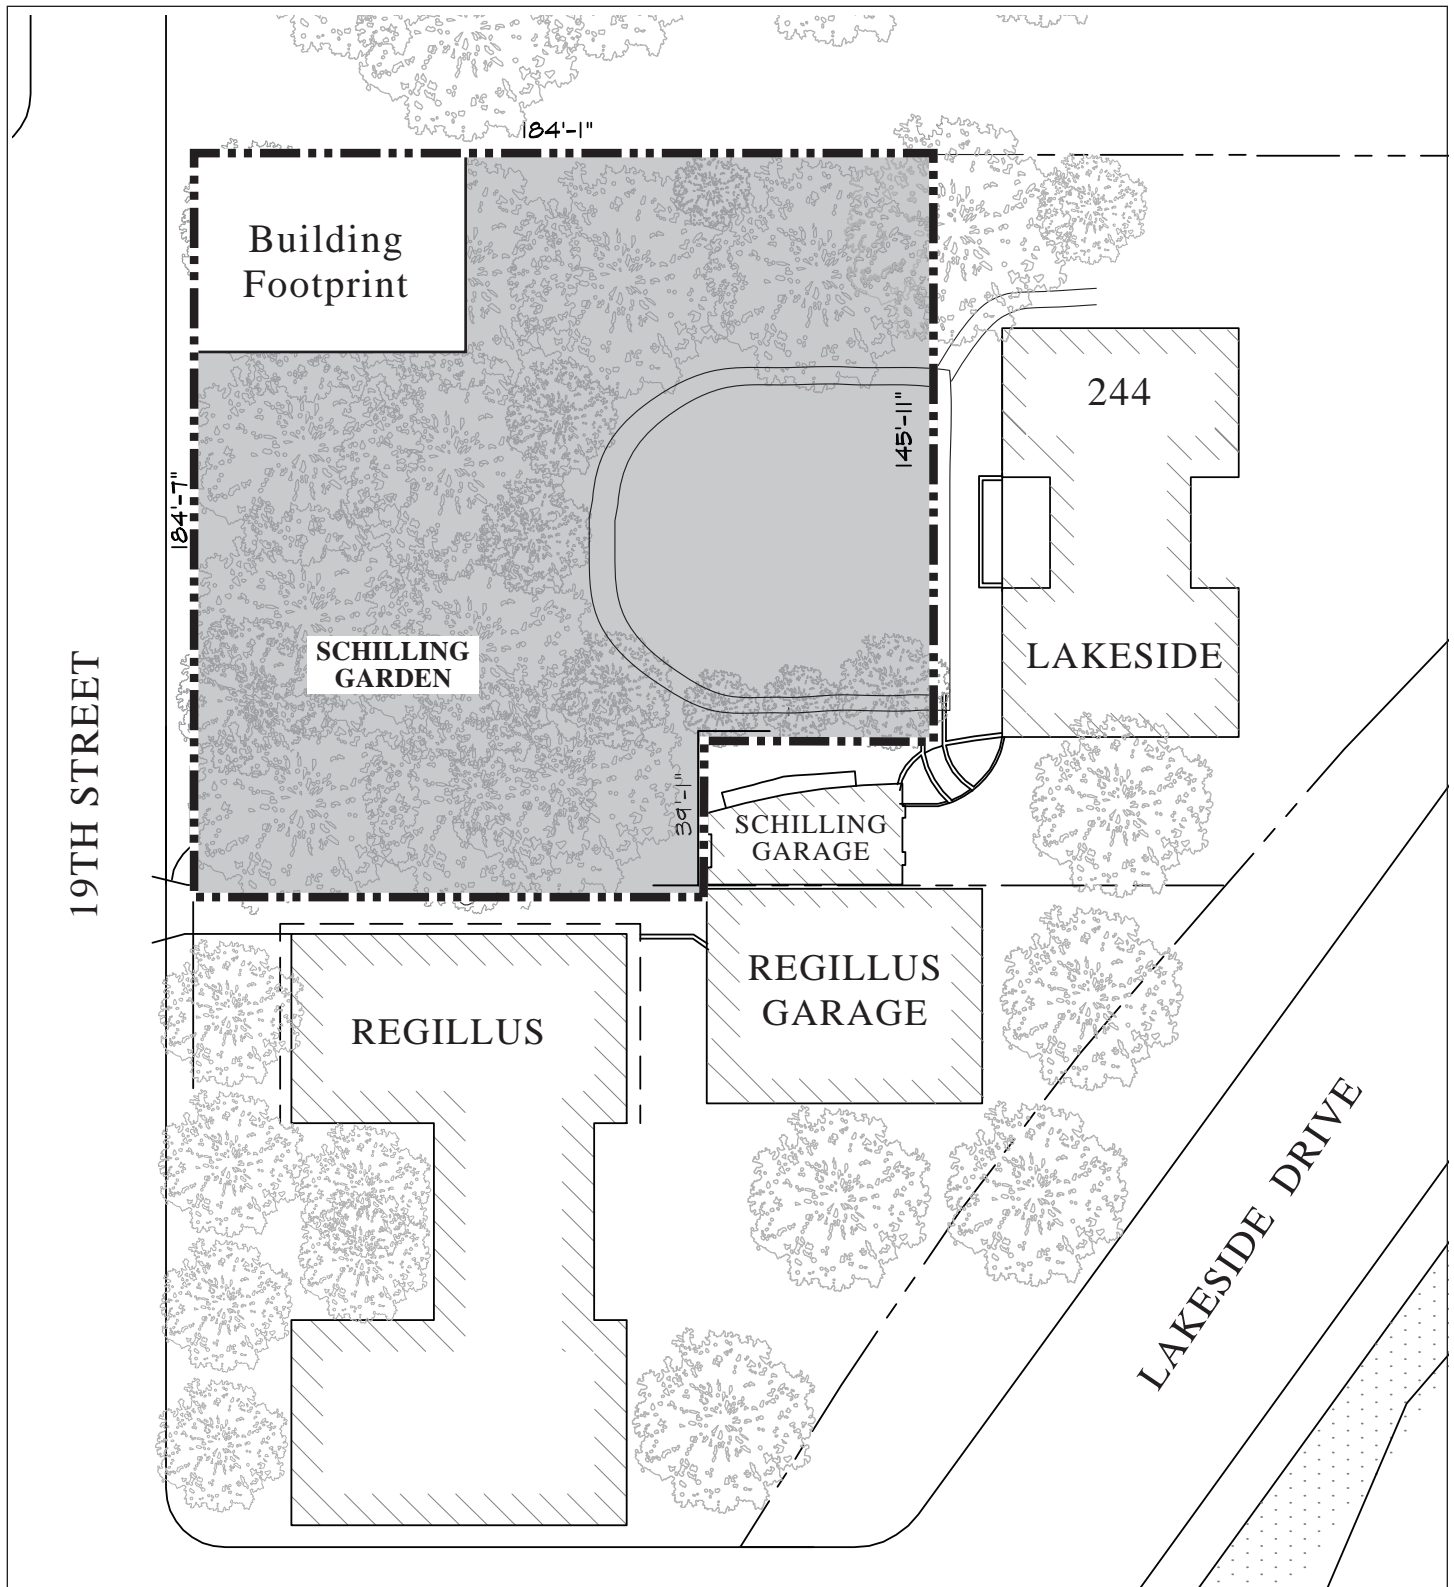 184'-1"
Building
Footprint
244
145'-11"
184'-7"
SCHILLING
GARDEN
LAKESIDE
19TH STREET
39'-1"
SCHILLING
GARAGE
REGILLUS
GARAGE
REGILLUS
LAKESIDE DRIVE